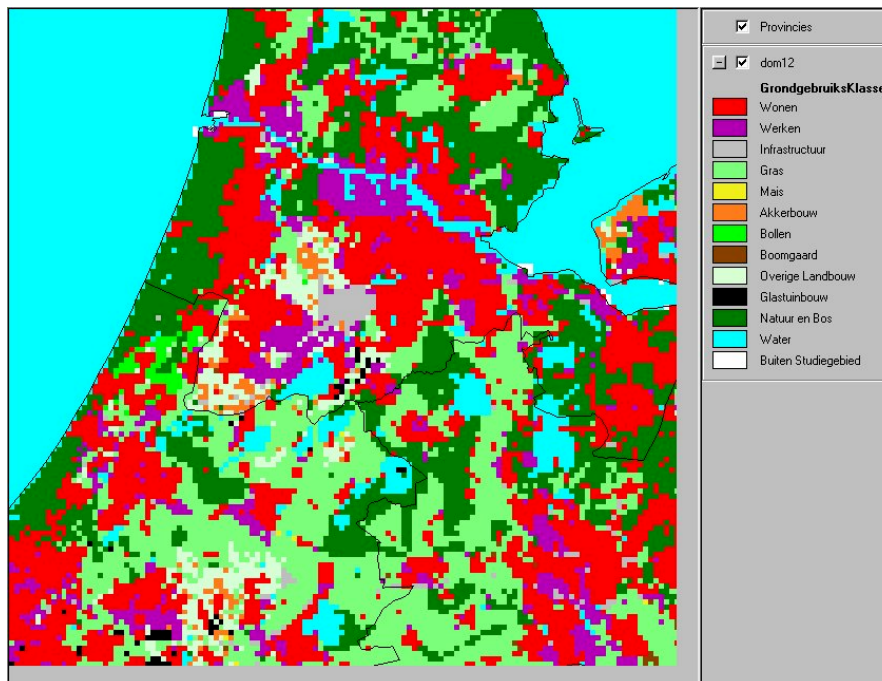 Provincies
dom12
GrondgebruiksKlasse
Wonen
Werken
Infrastructuur
Gras
Mais
Akkerbouw
Bollen
Boomgaard
Overige Landbouw
Glastuinbouw
Natuur en Bos
Water
Buiten Studiegebied